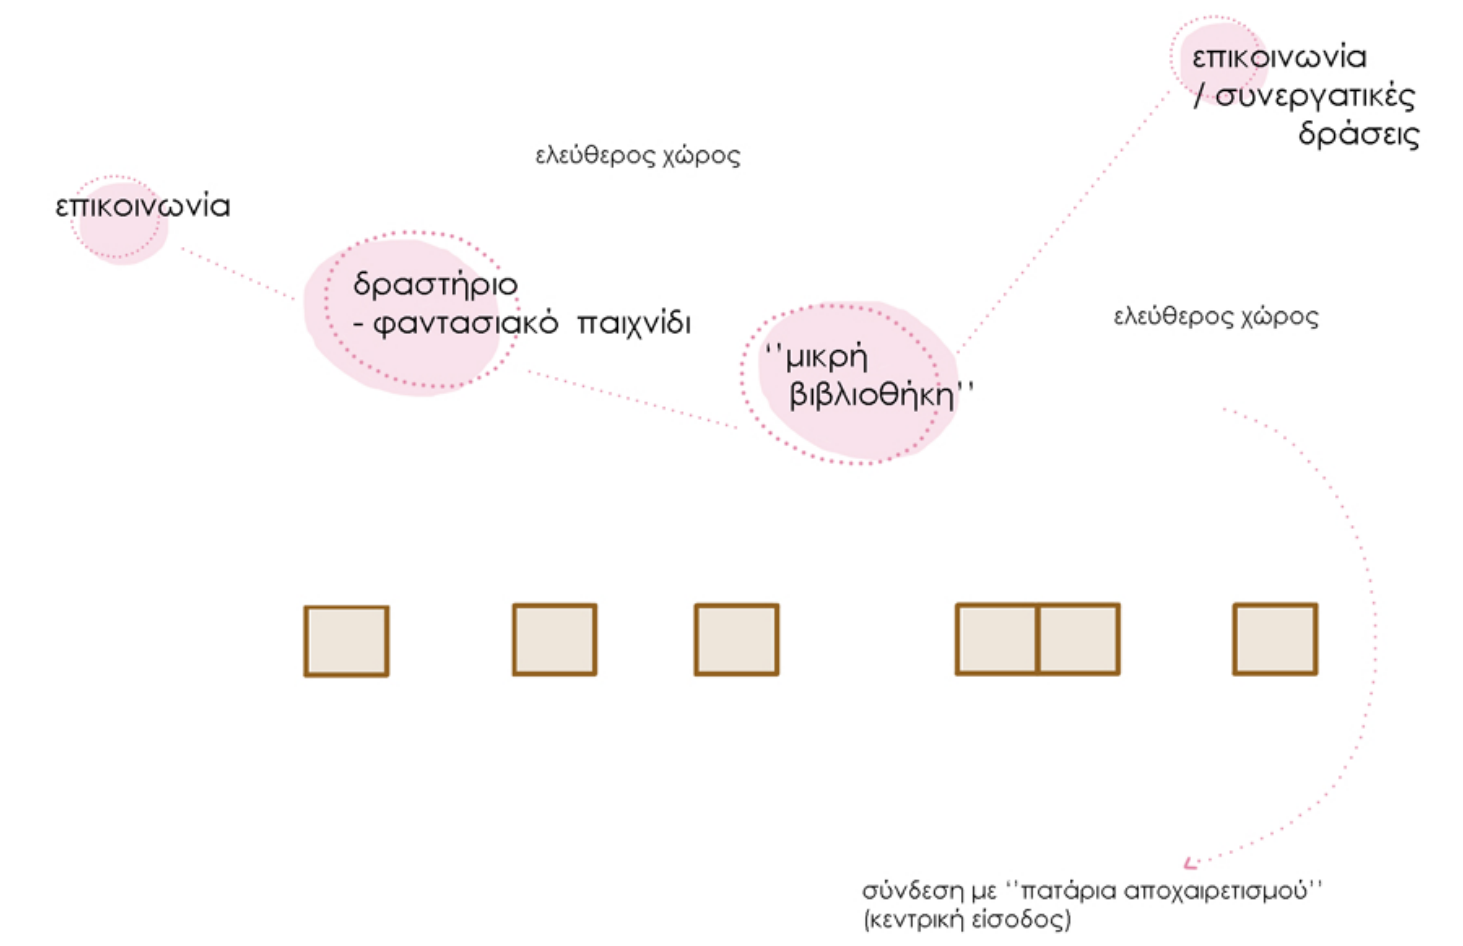 επικοινωνία
/ συνεργατικές
δράσεις
ελεύθερος χώρος
επικοινωνία
δραστήριο
- φαντασιακό παιχνίδι
ελεύθερος χώρος
‘’μικρή
βιβλιοθήκη’’
σύνδεση με ‘’πατάρια αποχαιρετισμού’’
(κεντρική είσοδος)